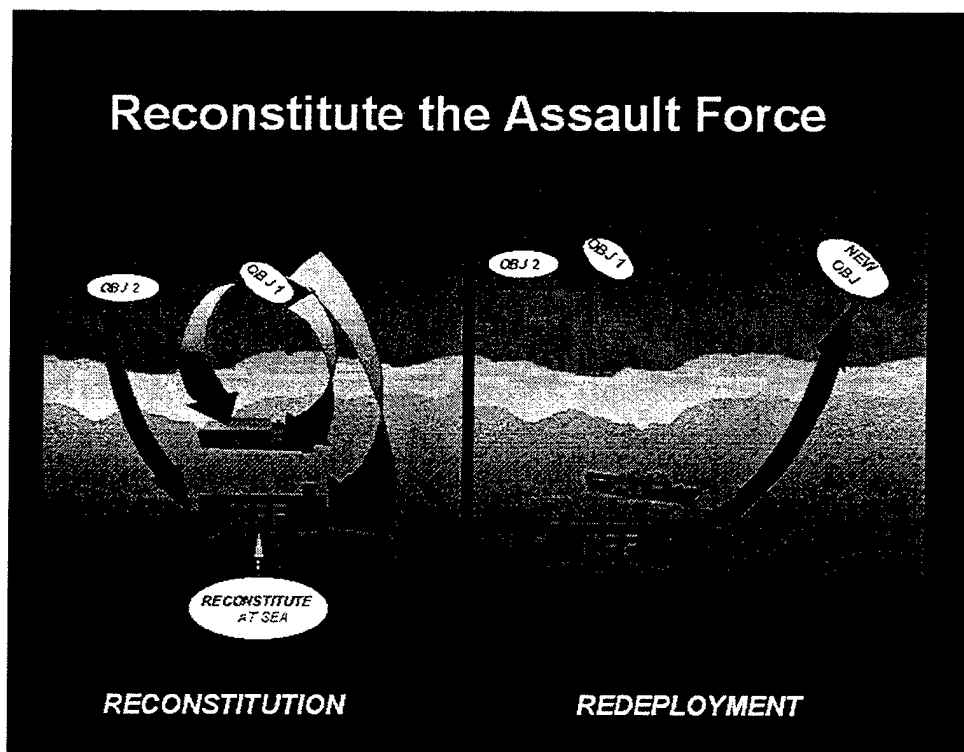 Reconstitute the Assault Force
OBJ 2
OBJ 1
RECONSTITUTE
AT SEA
RECONSTITUTION
OBJ 2
OBJ 1
NEW
OBJ
REDEPLOYMENT